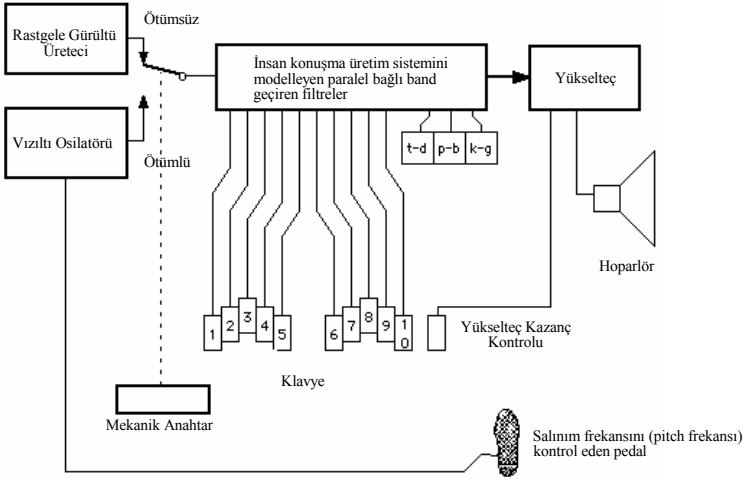 Ötümsüz
Rastgele Gürültü
Üreteci
İnsan konuşma üretim sistemini
modelleyen paralel bağlı band
geçiren filtreler
Yükselteç
Vızıltı Osilatörü
Ötümlü
t-d p-b k-g
Hoparlör
1 2 3 4 5 6 7 8 9 10
Yükselteç Kazanç
Kontrolu
Klavye
Mekanik Anahtar
Salınım frekansını (pitch frekansı)
kontrol eden pedal